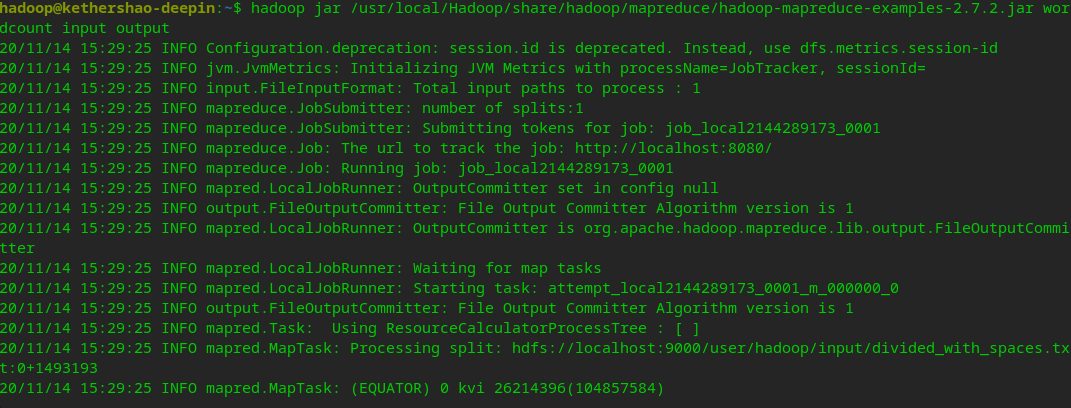 hadoop@kethershao-deepin:~$ hadoop jar /usr/local/Hadoop/share/hadoop/mapreduce/hadoop-mapreduce-examples-2.7.2.jar wor
dcount input output
20/11/14 15:29:25 INFO Configuration.deprecation: session.id is deprecated. Instead, use dfs.metrics.session-id
20/11/14 15:29:25 INFO jvm.JvmMetrics: Initializing JVM Metrics with processName=JobTracker, sessionId=
20/11/14 15:29:25 INFO input.FileInputFormat: Total input paths to process : 1
20/11/14 15:29:25 INFO mapreduce.JobSubmitter: number of splits:1
20/11/14 15:29:25 INFO mapreduce.JobSubmitter: Submitting tokens for job: job_local2144289173_0001
20/11/14 15:29:25 INFO mapreduce.Job: The url to track the job: http://localhost:8080/
20/11/14 15:29:25 INFO mapreduce.Job: Running job: job_local2144289173_0001
20/11/14 15:29:25 INFO mapred.LocalJobRunner: OutputCommitter set in config null
20/11/14 15:29:25 INFO output.FileOutputCommitter: File Output Committer Algorithm version is 1
20/11/14 15:29:25 INFO mapred.LocalJobRunner: OutputCommitter is org.apache.hadoop.mapreduce.lib.output.FileOutputCommi
tter
20/11/14 15:29:25 INFO mapred.LocalJobRunner: Waiting for map tasks
20/11/14 15:29:25 INFO mapred.LocalJobRunner: Starting task: attempt_local2144289173_0001_m_000000_0
20/11/14 15:29:25 INFO output.FileOutputCommitter: File Output Committer Algorithm version is 1
20/11/14 15:29:25 INFO mapred.Task:  Using ResourceCalculatorProcessTree : [ ]
20/11/14 15:29:25 INFO mapred.MapTask: Processing split: hdfs://localhost:9000/user/hadoop/input/divided_with_spaces.tx
t:0+1493193
20/11/14 15:29:25 INFO mapred.MapTask: (EQUATOR) 0 kvi 26214396(104857584)